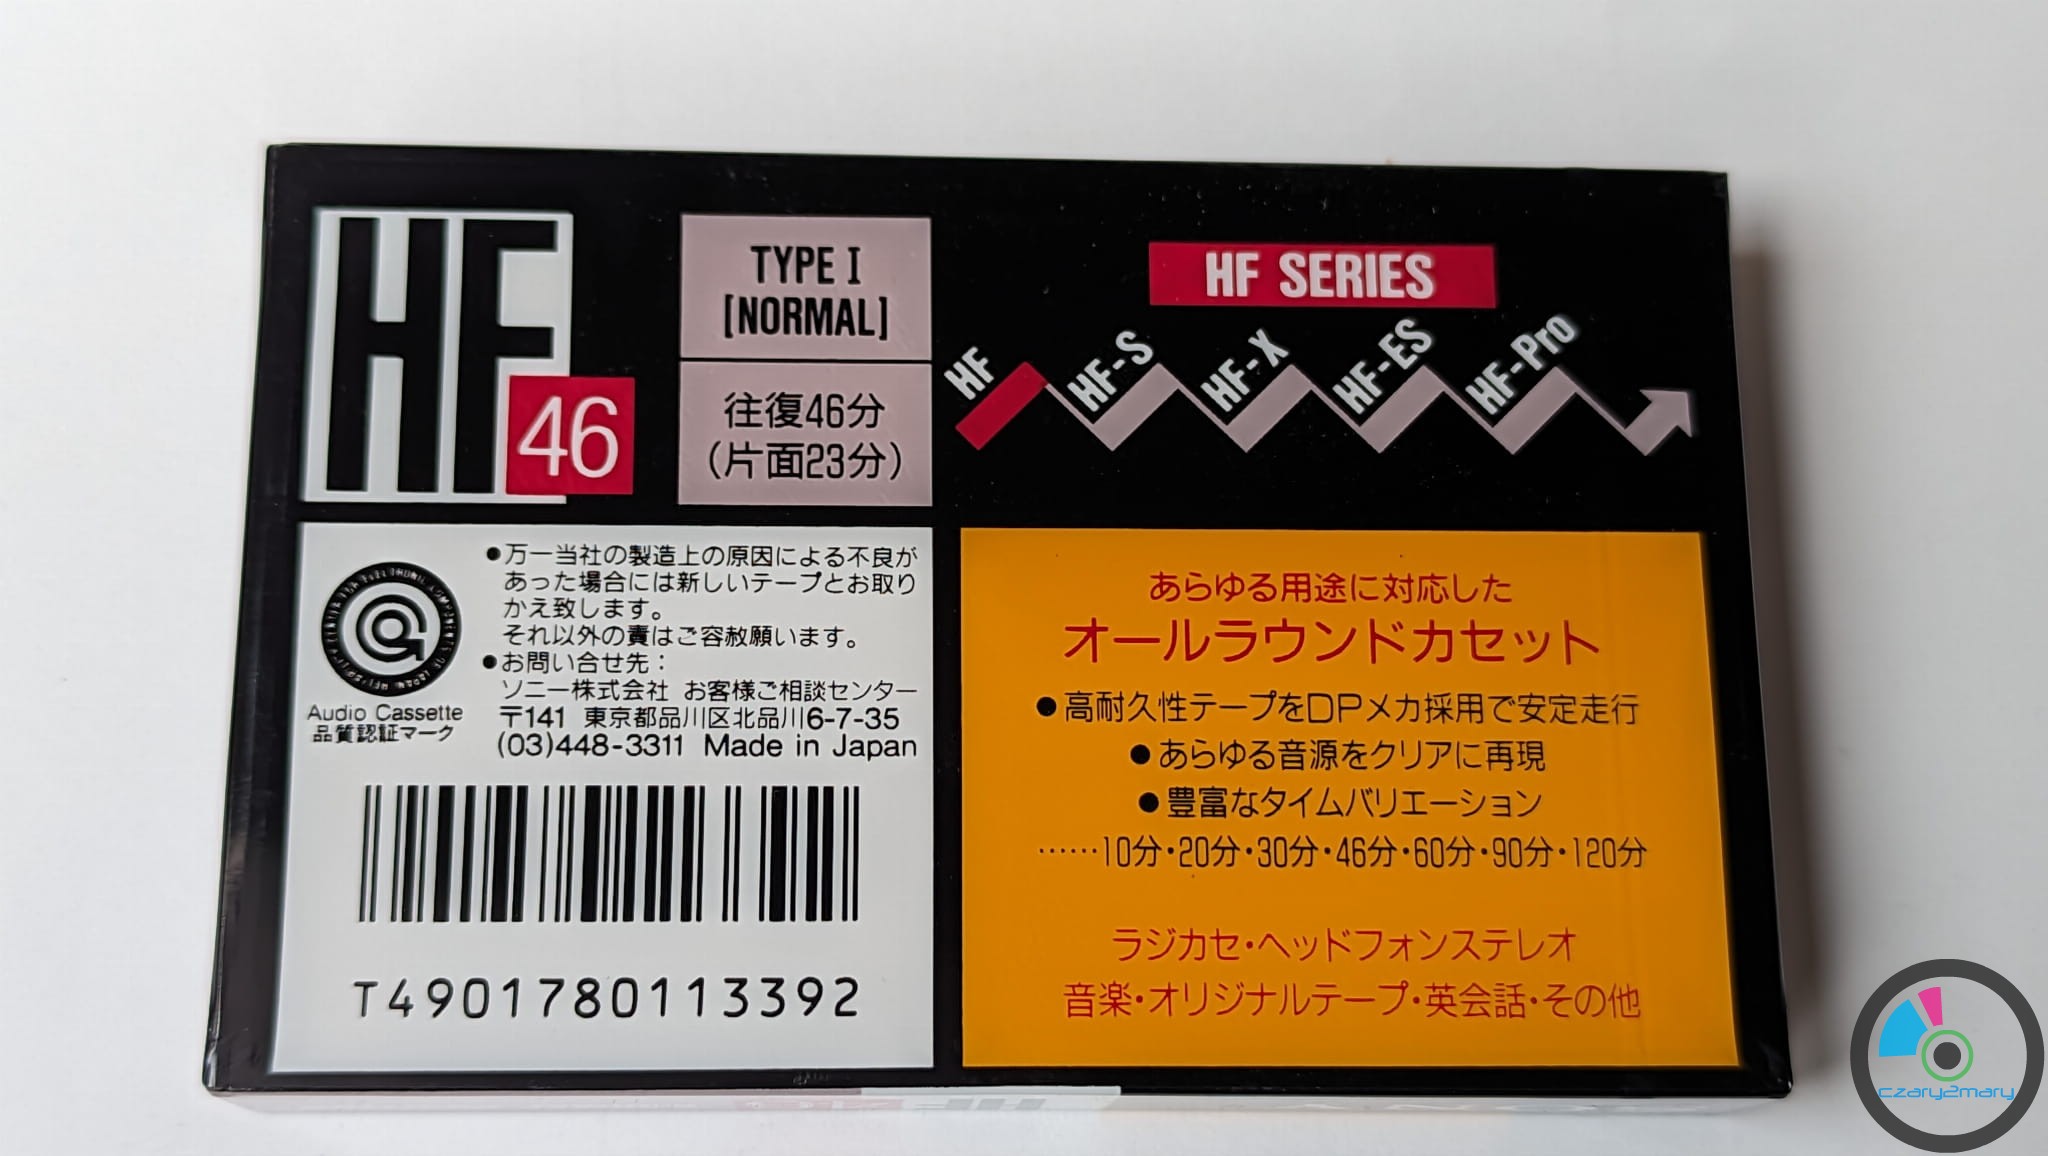 HF
46
TYPE I
[NORMAL]
往復46分
(片面23分)
HF SERIES
HF
HF-S
HF-X
HF-ES
HF-Pro
●万一当社の製造上の原因による不良が
あった場合には新しいテープとお取り
かえ致します。
それ以外の責はご容赦願います。
●お問い合せ先：
ソニー株式会社 お客様ご相談センター
〒141 東京都品川区北品川6-7-35
(03)448-3311 Made in Japan
Audio Cassette
品質認証マーク
T4901780113392
あらゆる用途に対応した
オールラウンドカセット
●高耐久性テープをDPメカ採用で安定走行
●あらゆる音源をクリアに再現
●豊富なタイムバリエーション
……10分・20分・30分・46分・60分・90分・120分
ラジカセ・ヘッドフォンステレオ
音楽・オリジナルテープ・英会話・その他
czary2mary